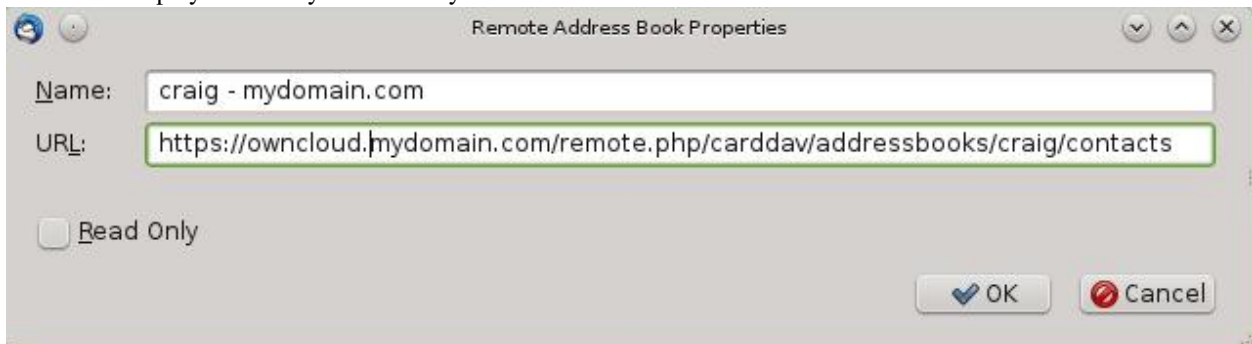 Remote Address Book Properties
Name: craig - mydomain.com
URL: https://owncloud.mydomain.com/remote.php/carddav/addressbooks/craig/contacts
Read Only
OK Cancel